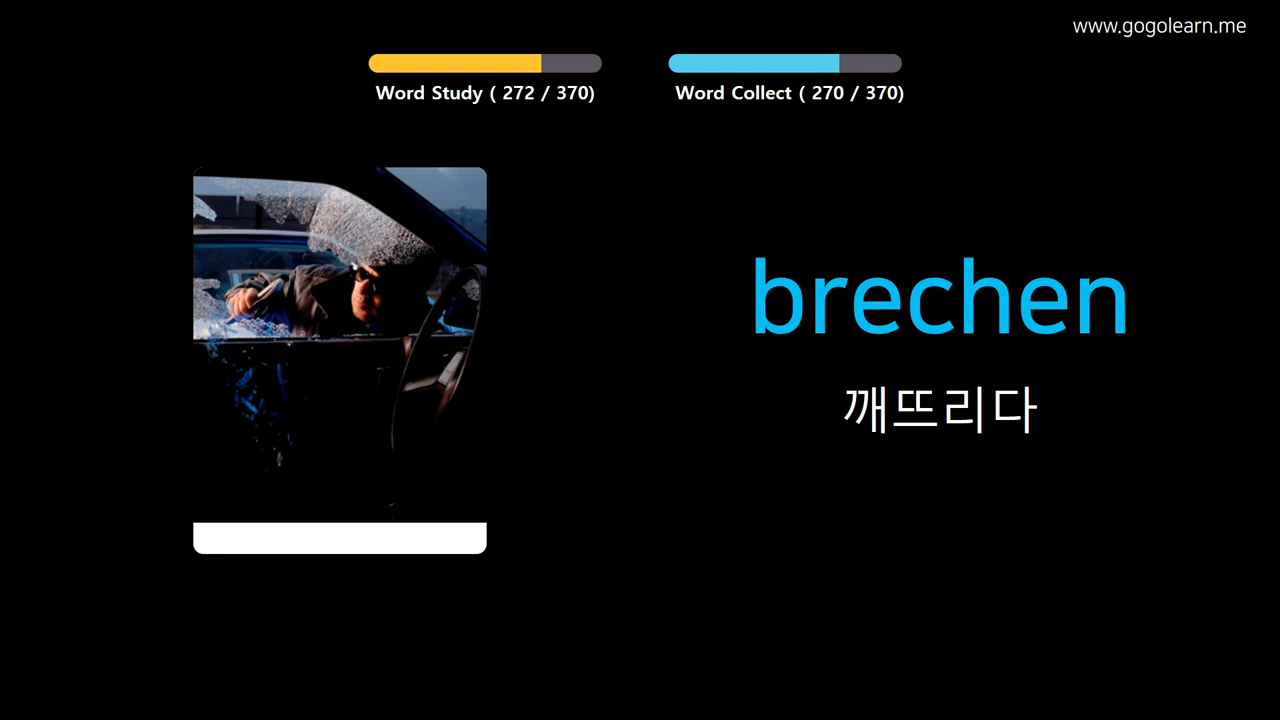 www.gogolearn.me
Word Study ( 272 / 370)
Word Collect ( 270 / 370)
brechen
깨뜨리다